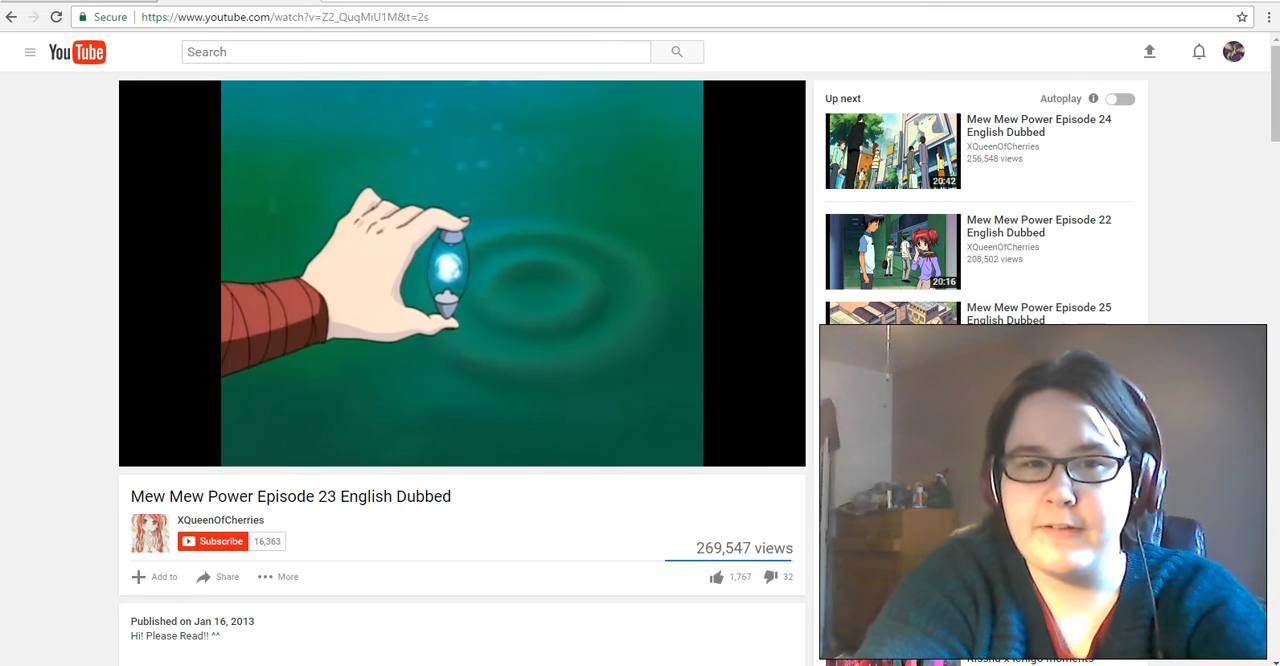 Secure
https://www.youtube.com/watch?v=Z2_QuqMiU1M&t=2s
YouTube
Search
Up next
Autoplay
Mew Mew Power Episode 24
English Dubbed
XQueenOfCherries
256,548 views
20:42
Mew Mew Power Episode 22
English Dubbed
XQueenOfCherries
208,502 views
20:16
Mew Mew Power Episode 25
English Dubbed
Mew Mew Power Episode 23 English Dubbed
XQueenOfCherries
Subscribe
16,363
269,547 views
Add to
Share
More
1,767
32
Published on Jan 16, 2013
Hi! Please Read!! ^^
Kisshu x Ichigo moments